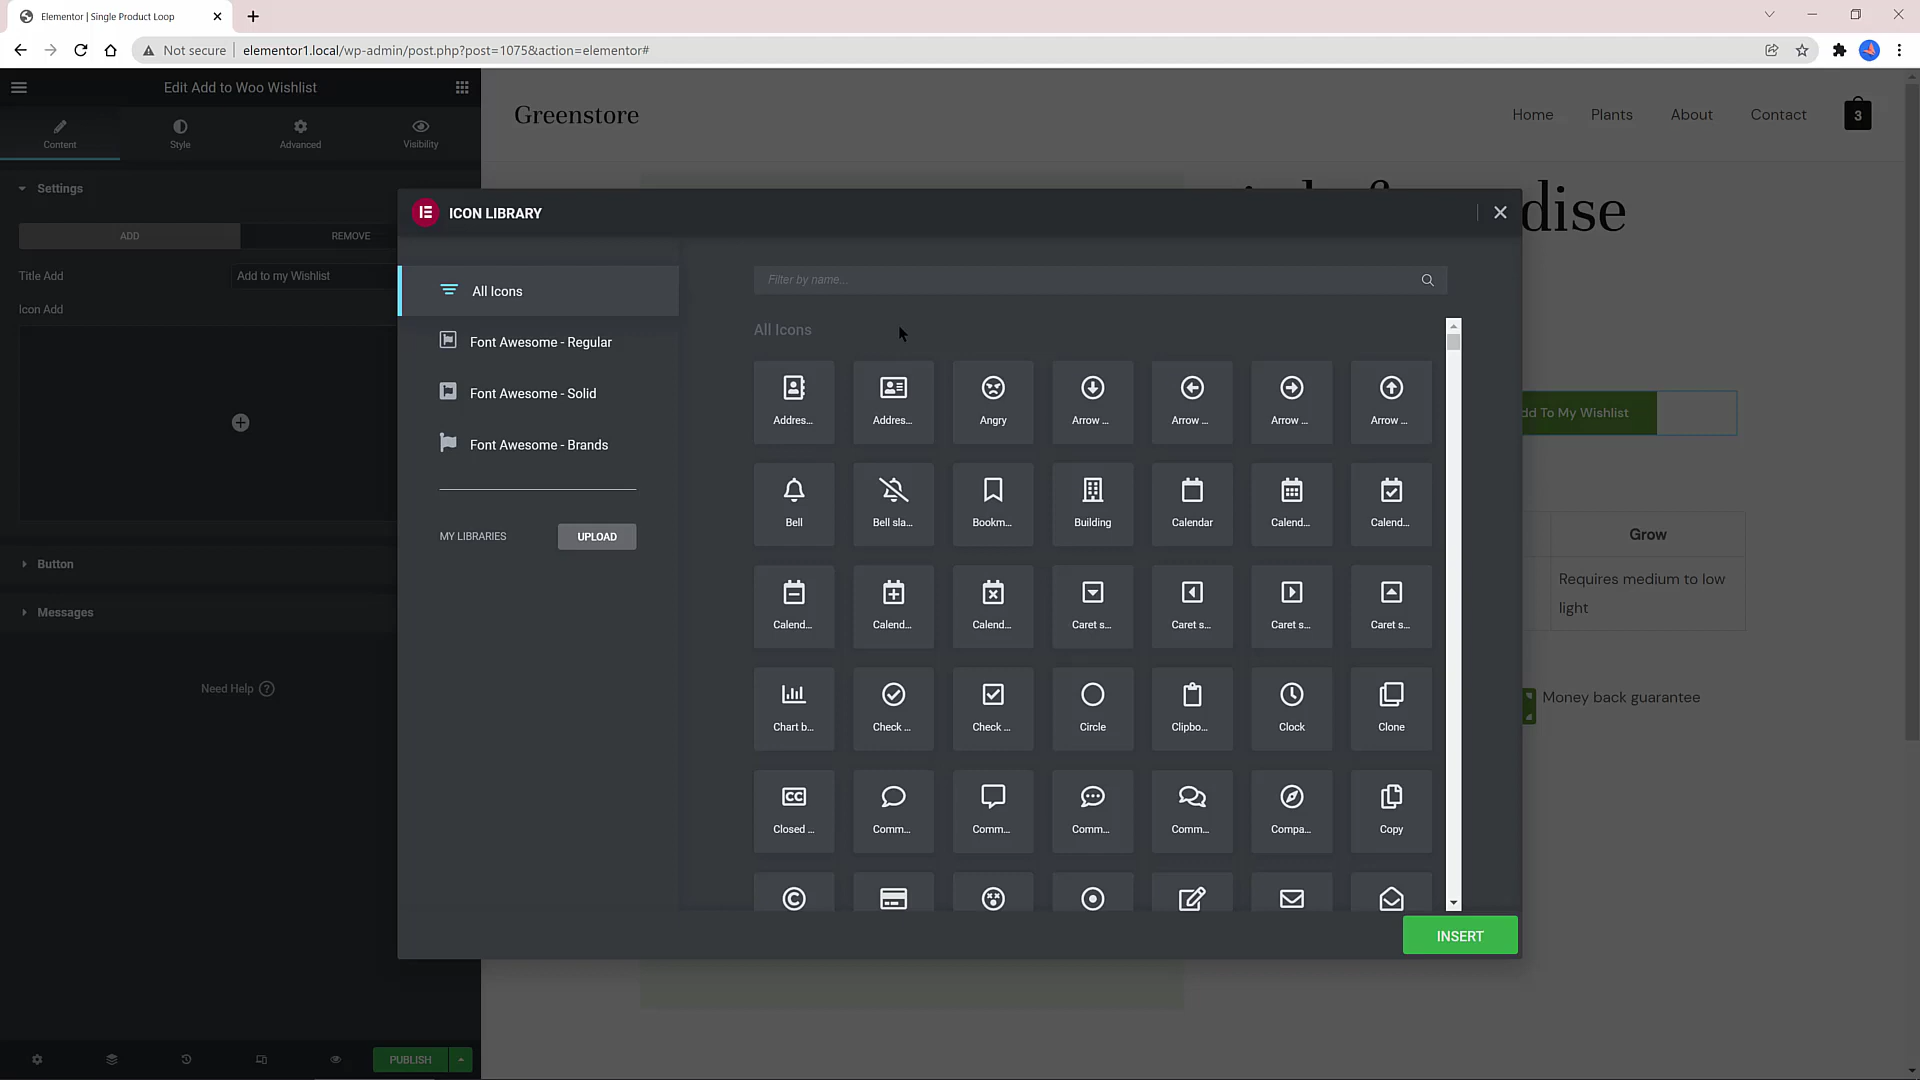 Elementor | Single Product Loop
Not secure
elementor1.local/wp-admin/post.php?post=1075&action=elementor#
Edit Add to Woo Wishlist
Content
Style
Advanced
Visibility
Settings
ADD
REMOVE
Title Add
Add to my Wishlist
Icon Add
Button
Messages
Need Help ?
PUBLISH
Greenstore
Home
Plants
About
Contact
3
dise
dd To My Wishlist
Grow
Requires medium to low
light
Money back guarantee
ICON LIBRARY
All Icons
Font Awesome - Regular
Font Awesome - Solid
Font Awesome - Brands
MY LIBRARIES
UPLOAD
Filter by name...
All Icons
Addres...
Addres...
Angry
Arrow ...
Arrow ...
Arrow ...
Arrow ...
Bell
Bell sla...
Bookm...
Building
Calendar
Calend...
Calend...
Calend...
Calend...
Calend...
Caret s...
Caret s...
Caret s...
Caret s...
Chart b...
Check ...
Check ...
Circle
Clipbo...
Clock
Clone
Closed ...
Comm...
Comm...
Comm...
Comm...
Compa...
Copy
INSERT